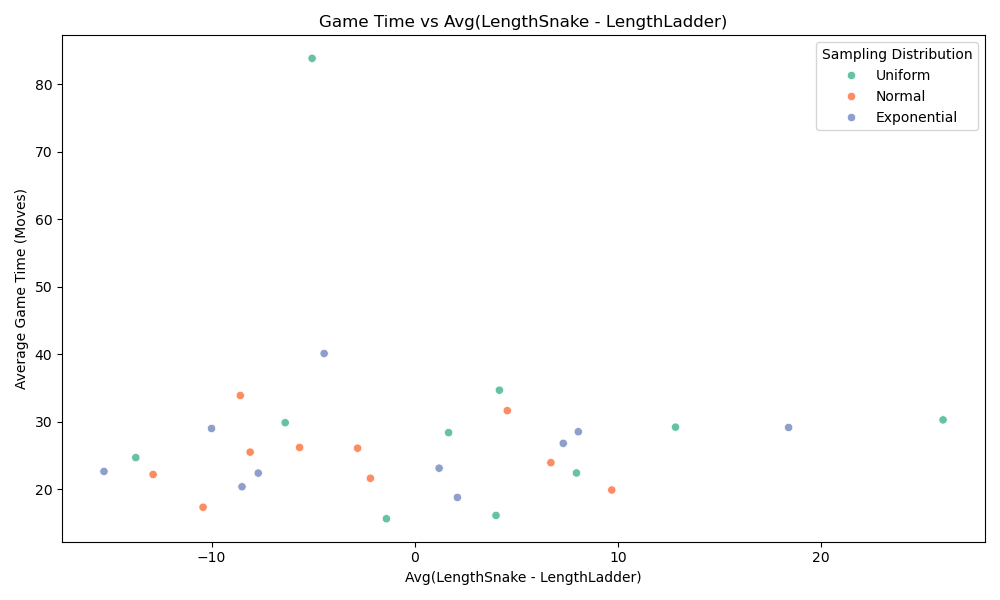 Game Time vs Avg(LengthSnake - LengthLadder)
Sampling Distribution
Uniform
Normal
Exponential
Average Game Time (Moves)
80
70
60
50
40
30
20
−10
0
10
20
Avg(LengthSnake - LengthLadder)